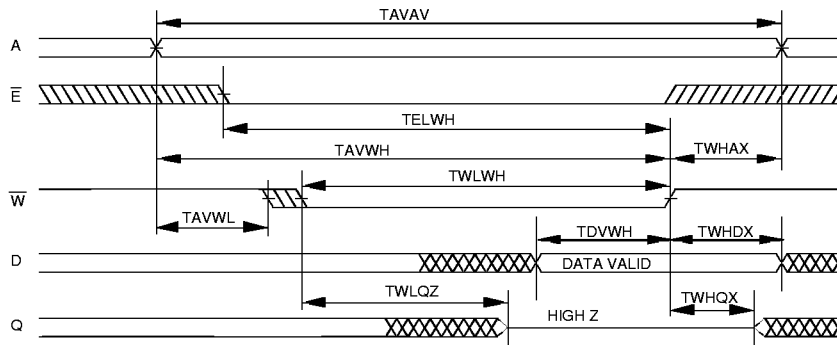 TAVAV
A
E
TELWH
TAVWH TWHAX
TWLWH
W
TAVWL
TDVWH TWHDX
D DATA VALID
TWLQZ TWHQX
Q HIGH Z